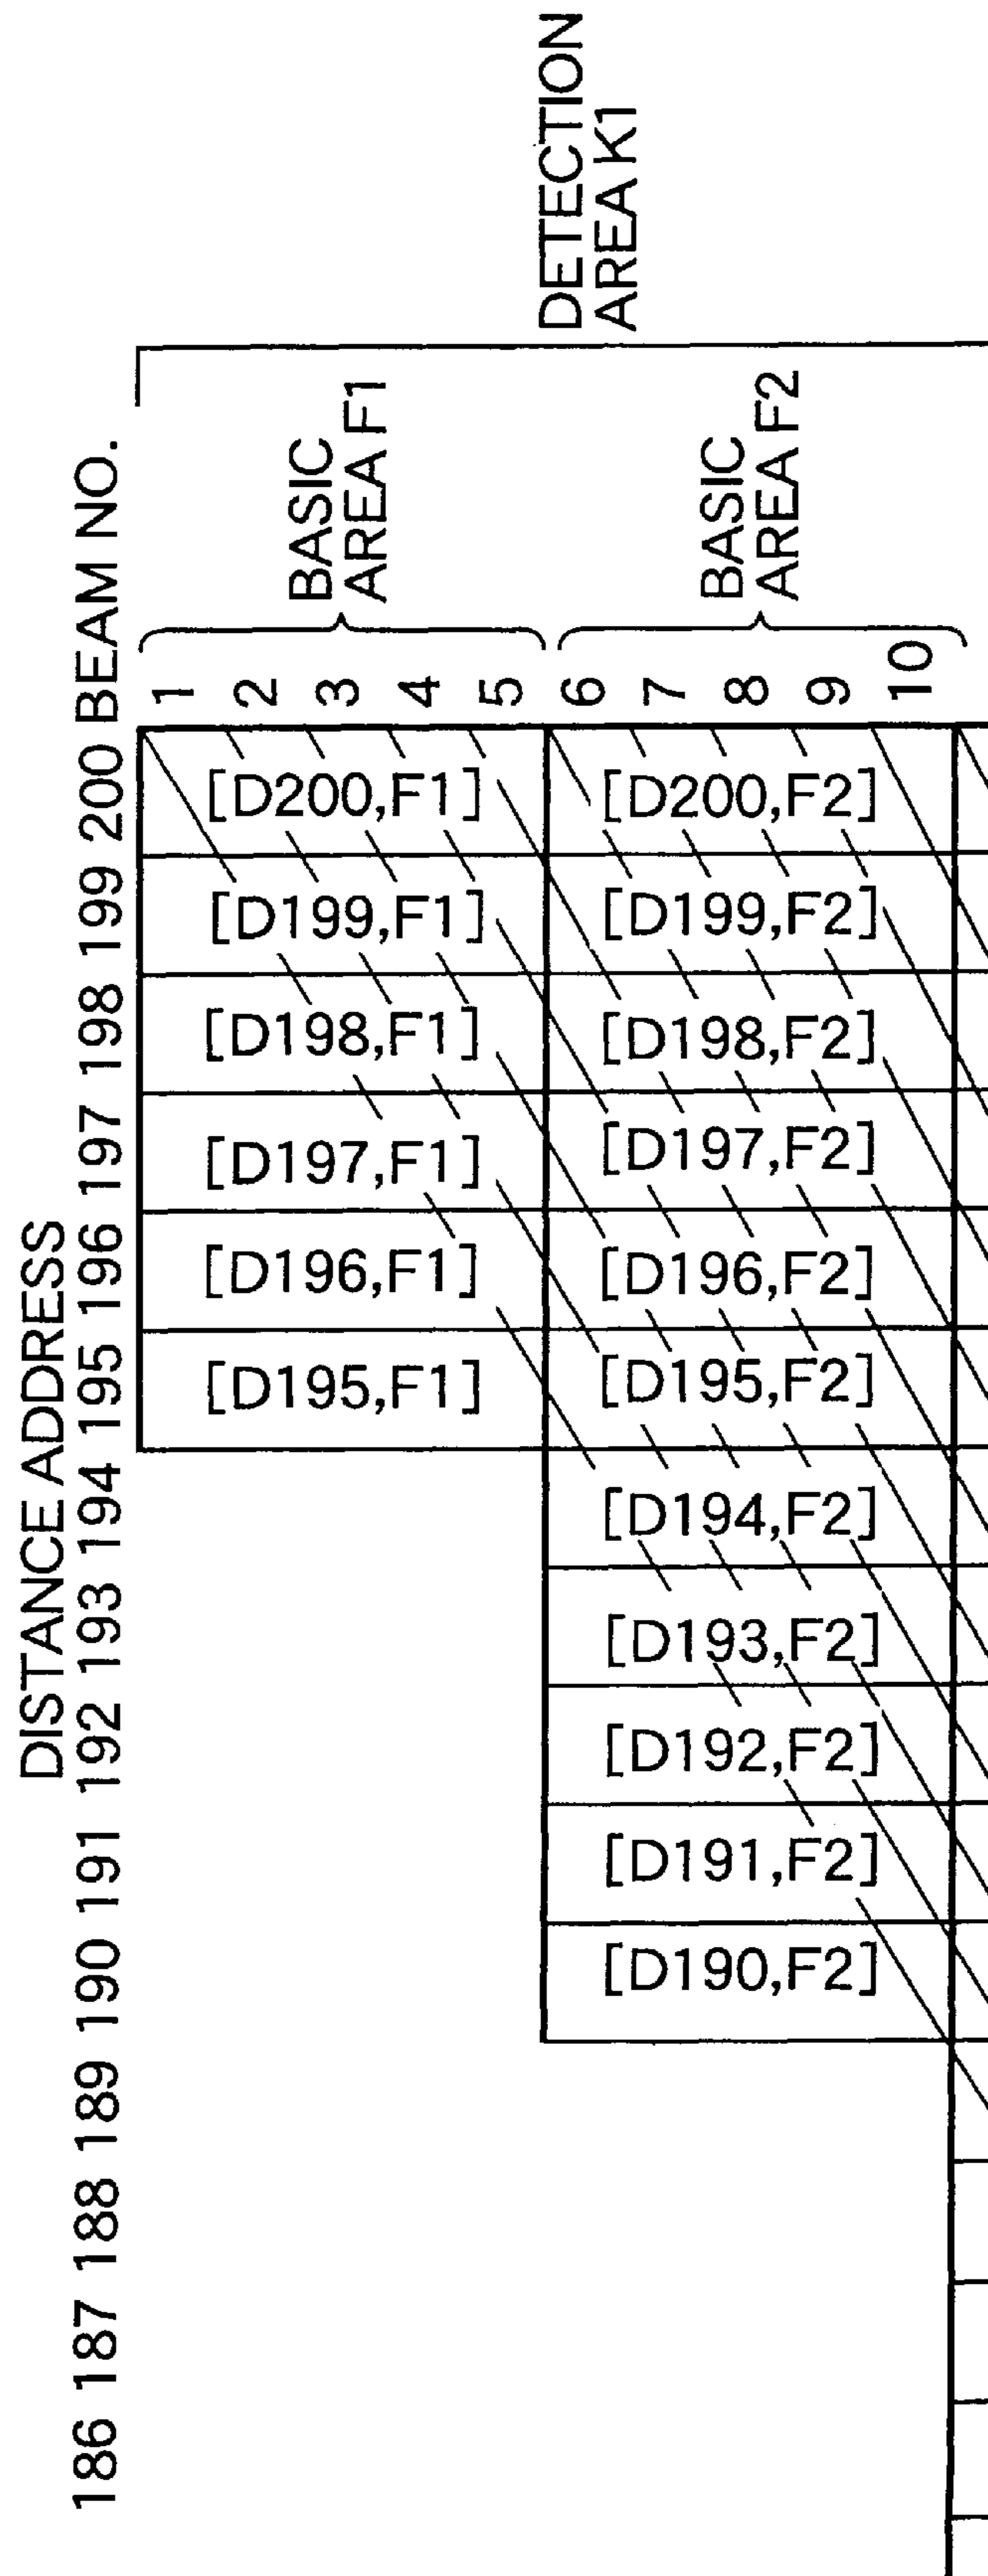 DISTANCE ADDRESS
186 187 188 189 190 191 192 193 194 195 196 197 198 199 200 BEAM NO.
1
2
3
4
5
6
7
8
9
10
[D195,F1] [D196,F1] [D197,F1] [D198,F1] [D199,F1] [D200,F1]
BASIC
AREA F1
[D190,F2] [D191,F2] [D192,F2] [D193,F2] [D194,F2] [D195,F2] [D196,F2] [D197,F2] [D198,F2] [D199,F2] [D200,F2]
BASIC
AREA F2
DETECTION
AREA K1